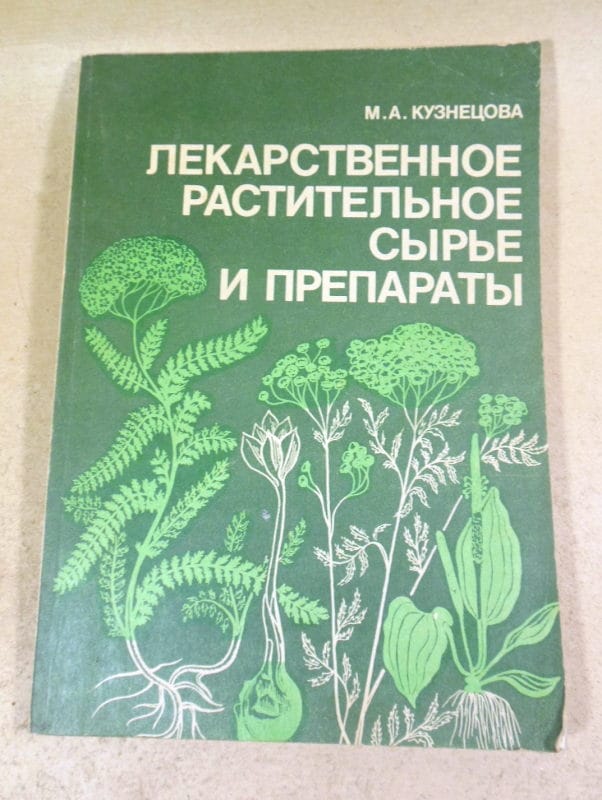 М.А. КУЗНЕЦОВА
ЛЕКАРСТВЕННОЕ
РАСТИТЕЛЬНОЕ
СЫРЬЕ
И ПРЕПАРАТЫ